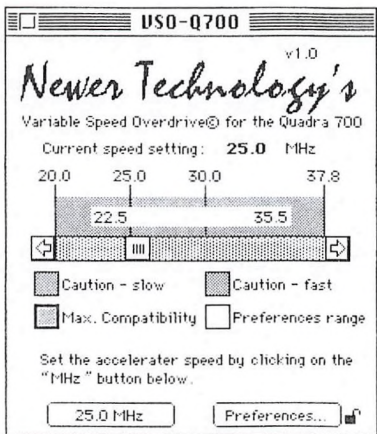 VSO-Q700
v1.0
Newer Technology's
Variable Speed Overdrive© for the Quadra 700
Current speed setting: 25.0 MHz
20.0 25.0 30.0 37.8
22.5 35.5
Caution - slow Caution - fast
Max. Compatibility Preferences range
Set the accelerater speed by clicking on the
"MHz" button below.
25.0 MHz Preferences...